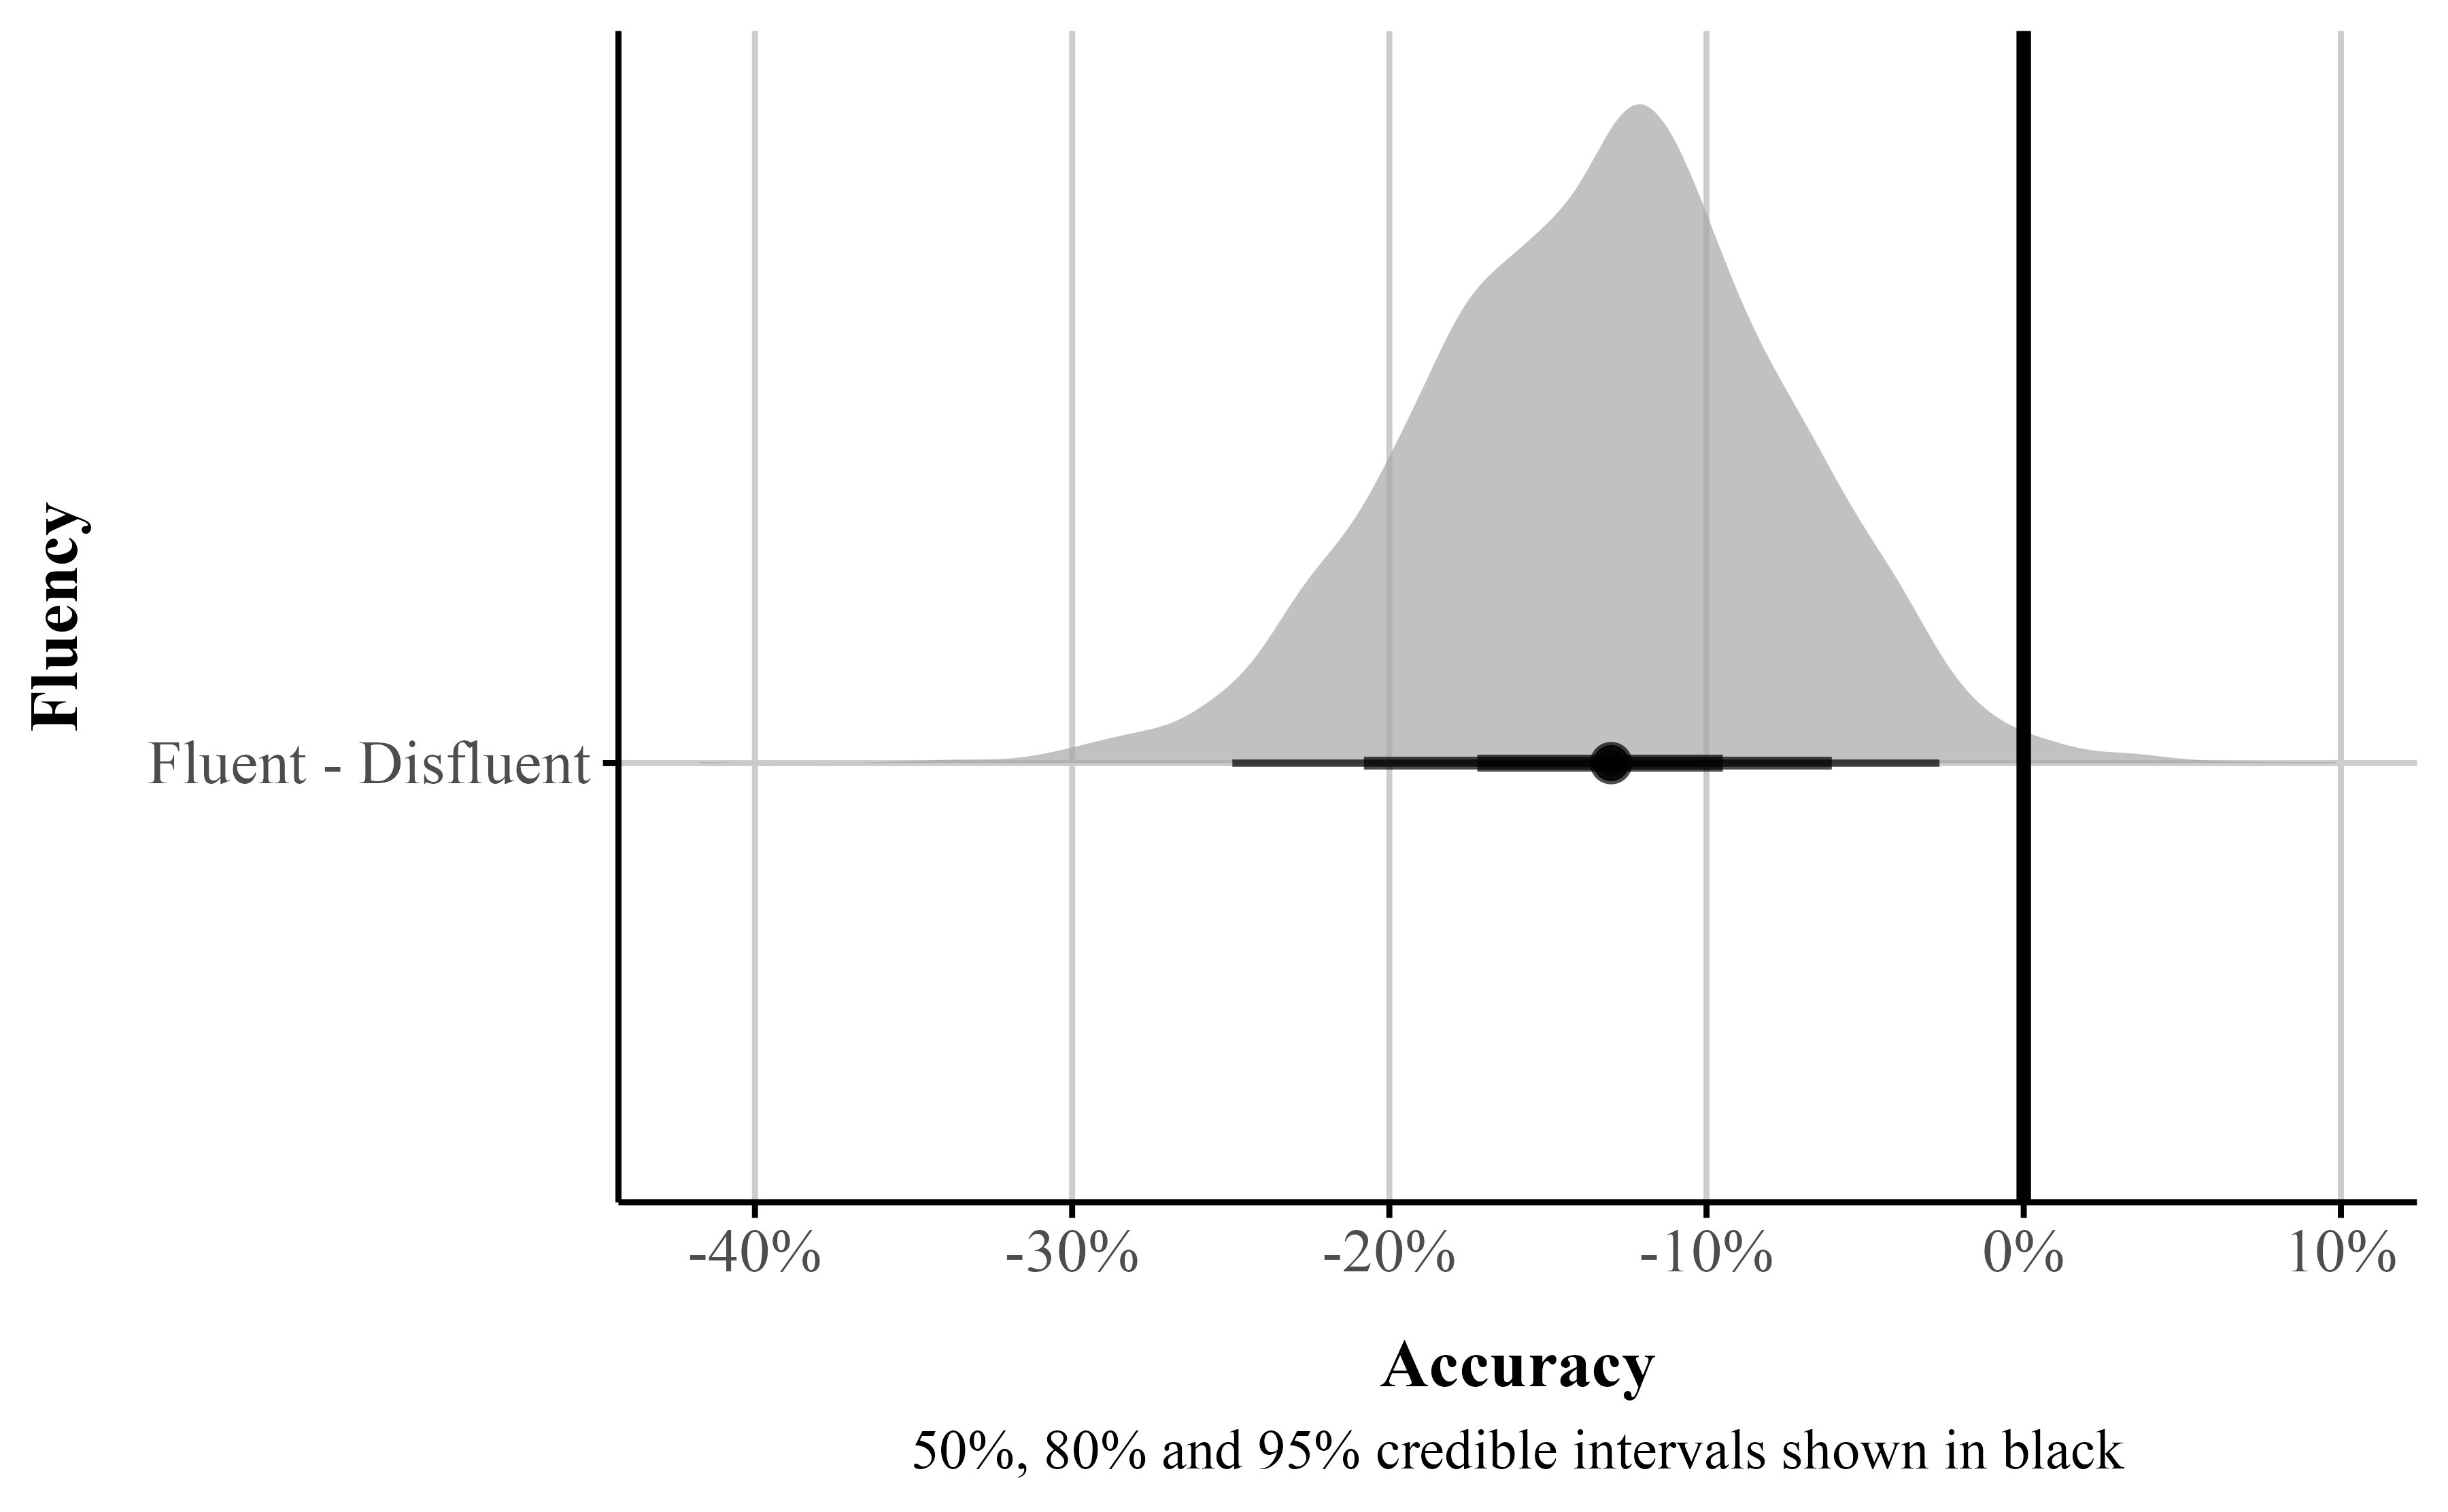 Fluency
Fluent - Disfluent
-40% -30% -20% -10% 0% 10%
Accuracy
50%, 80% and 95% credible intervals shown in black